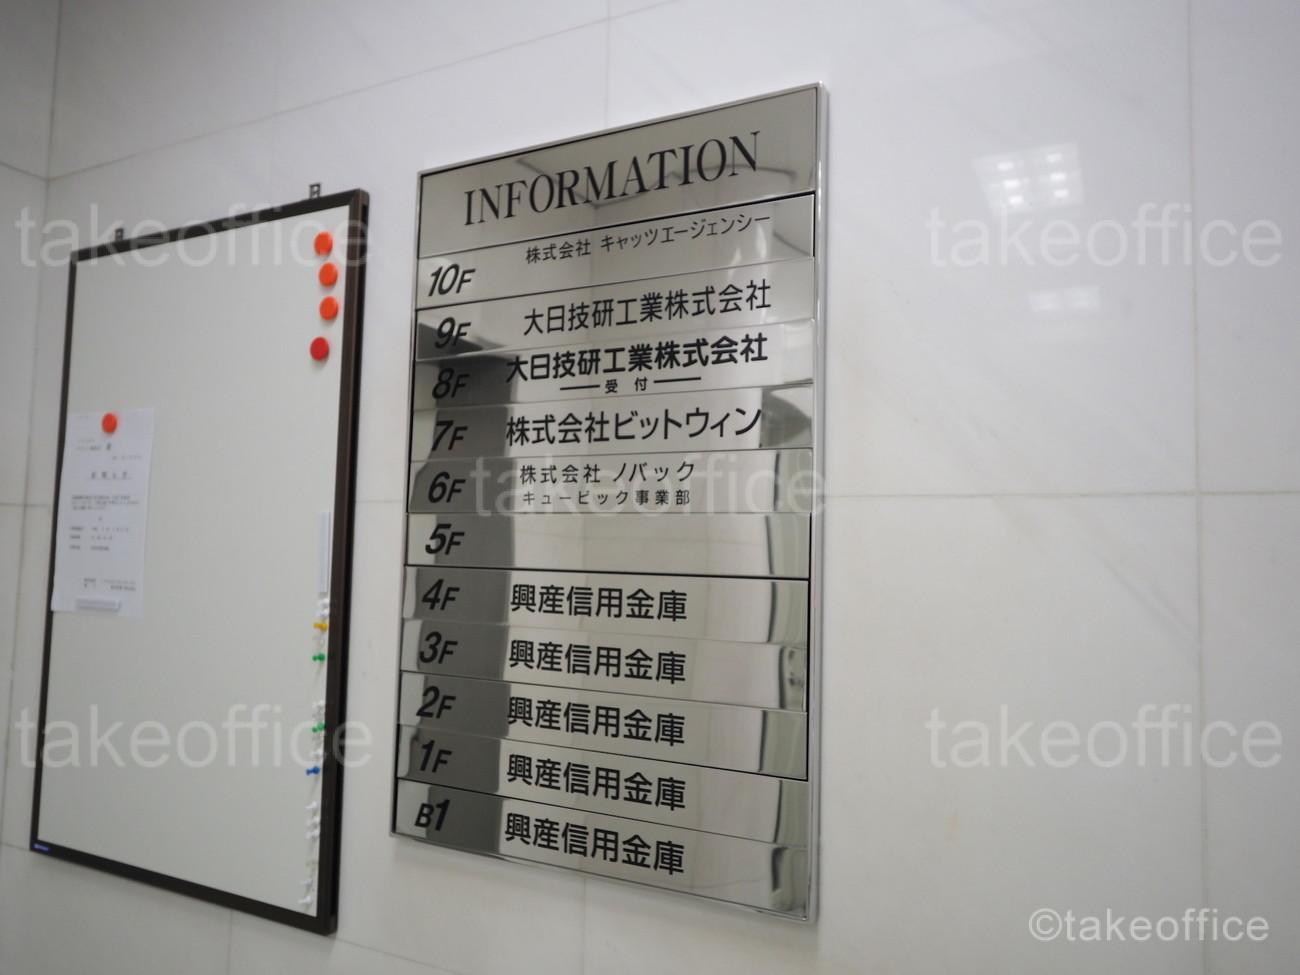 INFORMATION
10F 株式会社 キャッツエージェンシー
9F 大日技研工業株式会社
8F 大日技研工業株式会社
受付
7F 株式会社ビットウィン
6F 株式会社 ノバック
キュービック事業部
5F
4F 興産信用金庫
3F 興産信用金庫
2F 興産信用金庫
1F 興産信用金庫
B1 興産信用金庫
takeoffice
takeoffice
takeoffice
takeoffice
takeoffice
©takeoffice